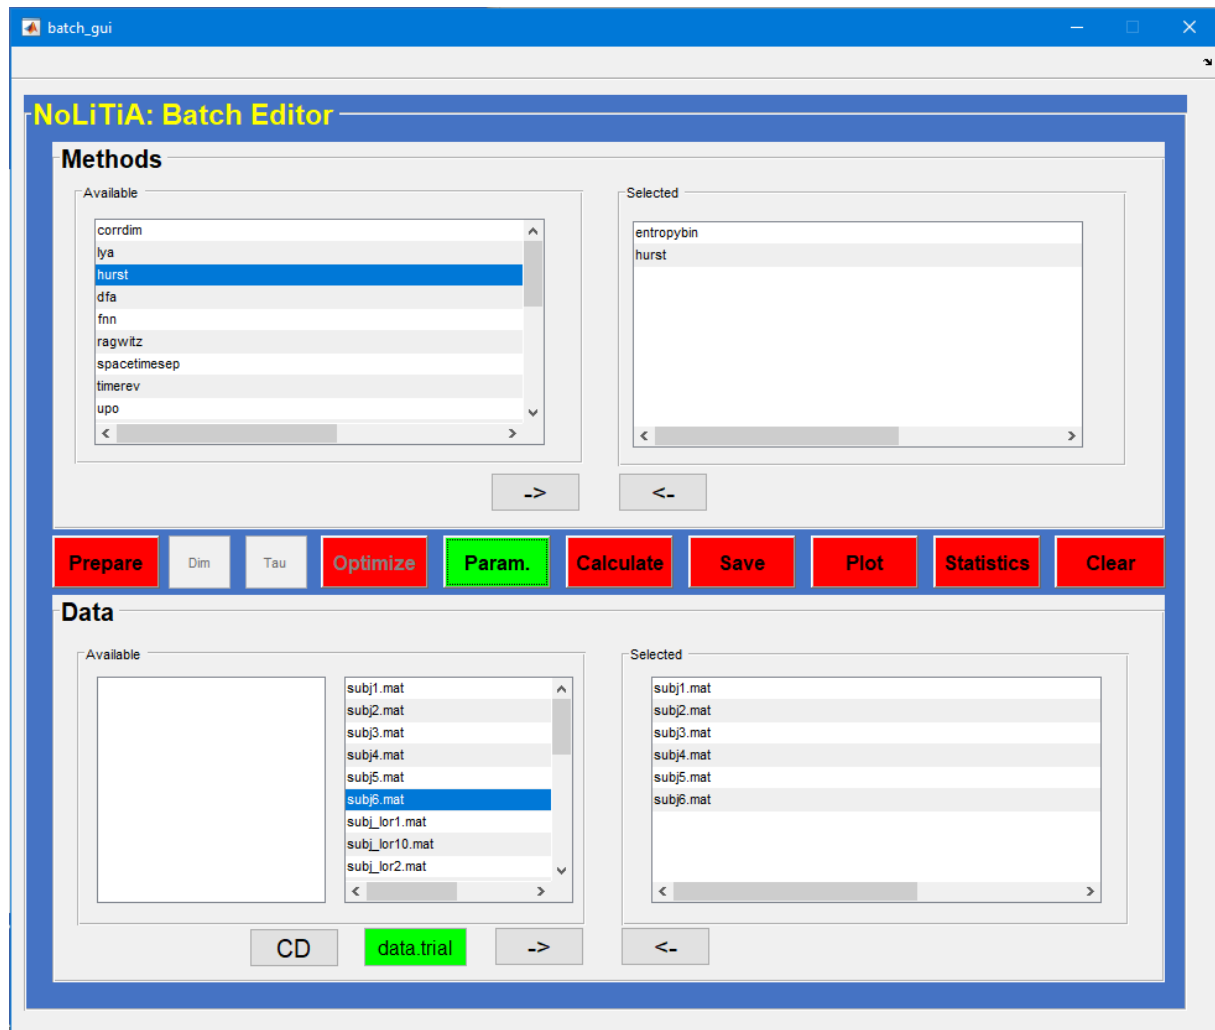 batch_gui
NoLiTiA: Batch Editor
Methods
Available
corrdim
lya
hurst
dfa
fnn
ragwitz
spacetimesep
timerev
upo
Selected
entropybin
hurst
->
<-
Prepare
Dim
Tau
Optimize
Param.
Calculate
Save
Plot
Statistics
Clear
Data
Available
subj1.mat
subj2.mat
subj3.mat
subj4.mat
subj5.mat
subj6.mat
subj_lor1.mat
subj_lor10.mat
subj_lor2.mat
Selected
subj1.mat
subj2.mat
subj3.mat
subj4.mat
subj5.mat
subj6.mat
CD
data.trial
->
<-